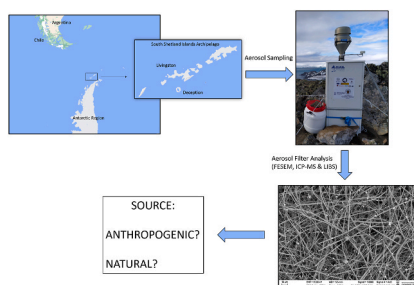 Argentina
Chile
South Shetland Islands Archipelago
Livingston
Deception
Antarctic Region
Aerosol Sampling
Aerosol Filter Analysis
(FESEM, ICP-MS & LIBS)
SOURCE:
ANTHROPOGENIC?
NATURAL?